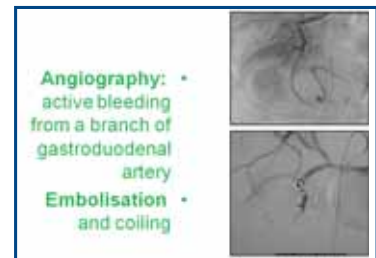 Angiography: •
active bleeding
from a branch of
gastroduodenal
artery
Embolisation •
and coiling